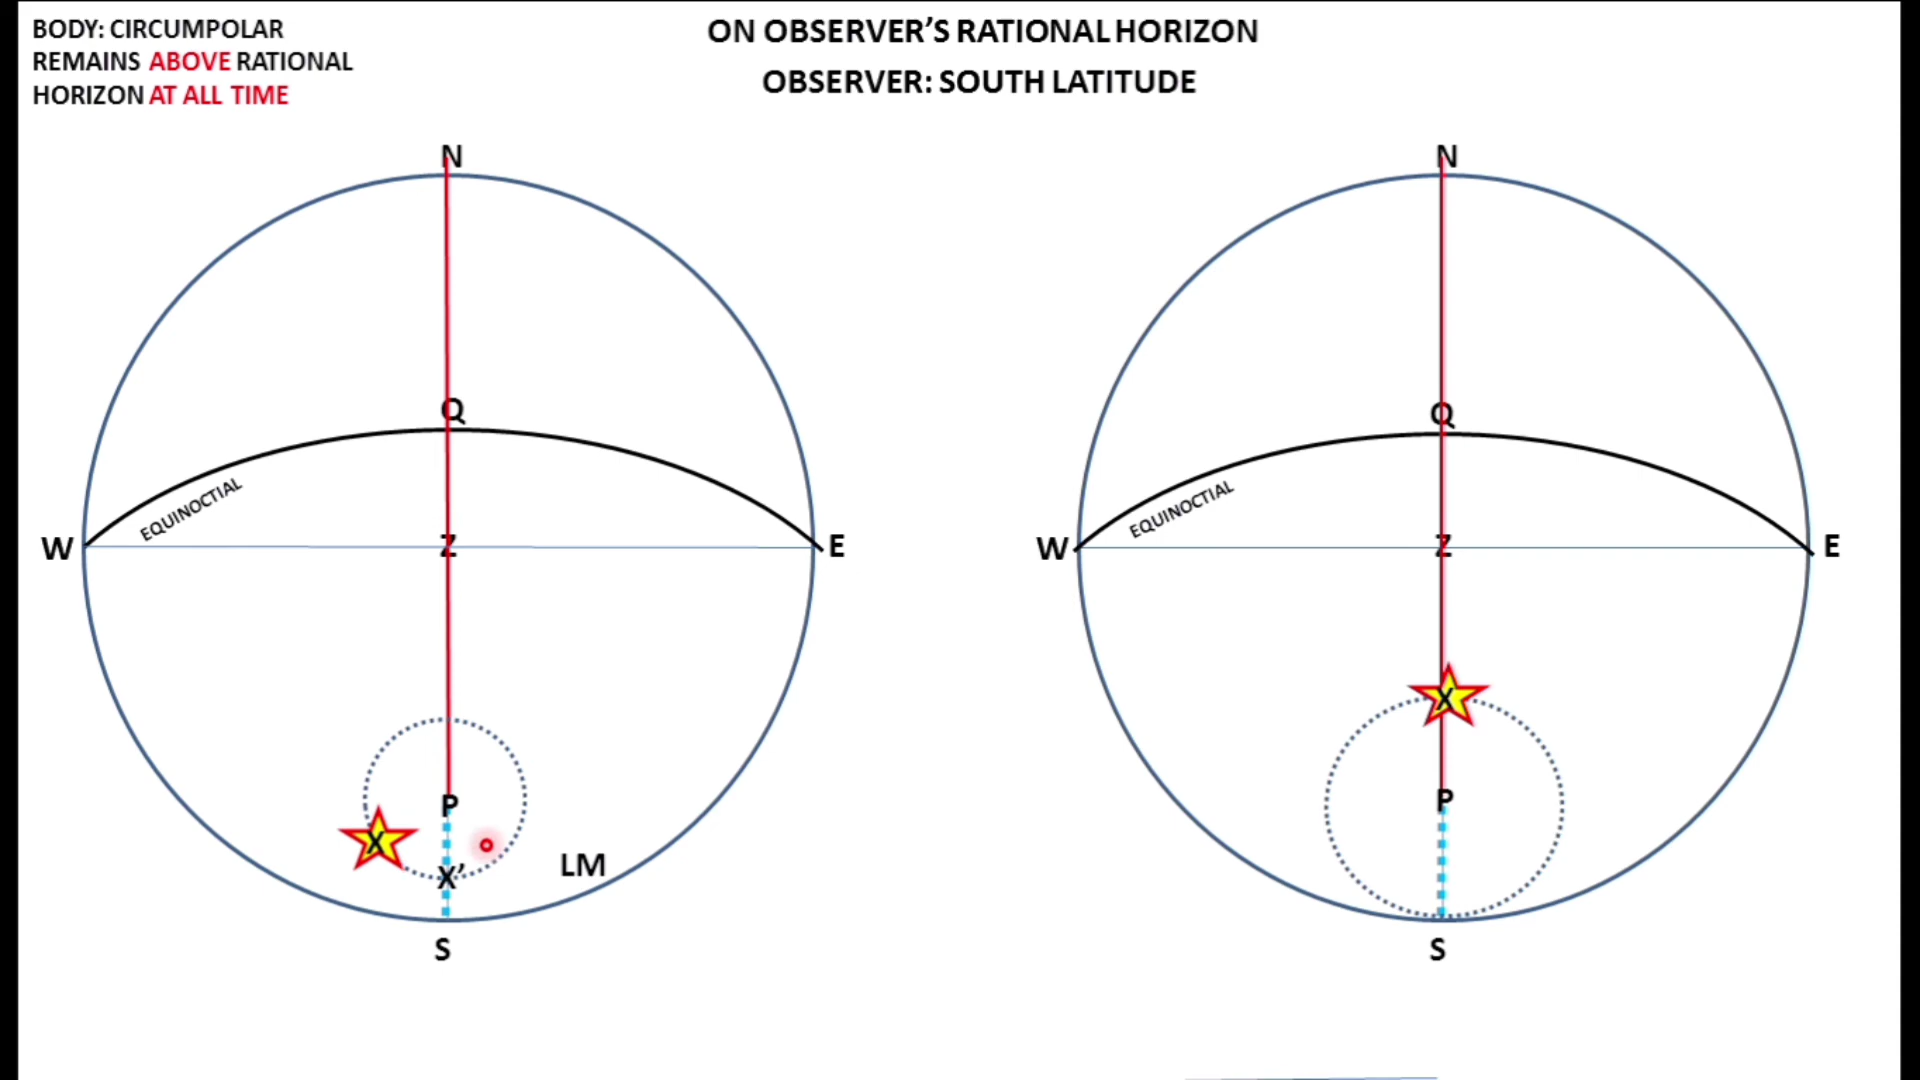 BODY: CIRCUMPOLAR
REMAINS ABOVE RATIONAL
HORIZON AT ALL TIME
ON OBSERVER'S RATIONAL HORIZON
OBSERVER: SOUTH LATITUDE
N
Q
EQUINOCTIAL
W
Z
E
P
X
X'
LM
S
N
Q
EQUINOCTIAL
W
Z
E
X
P
S